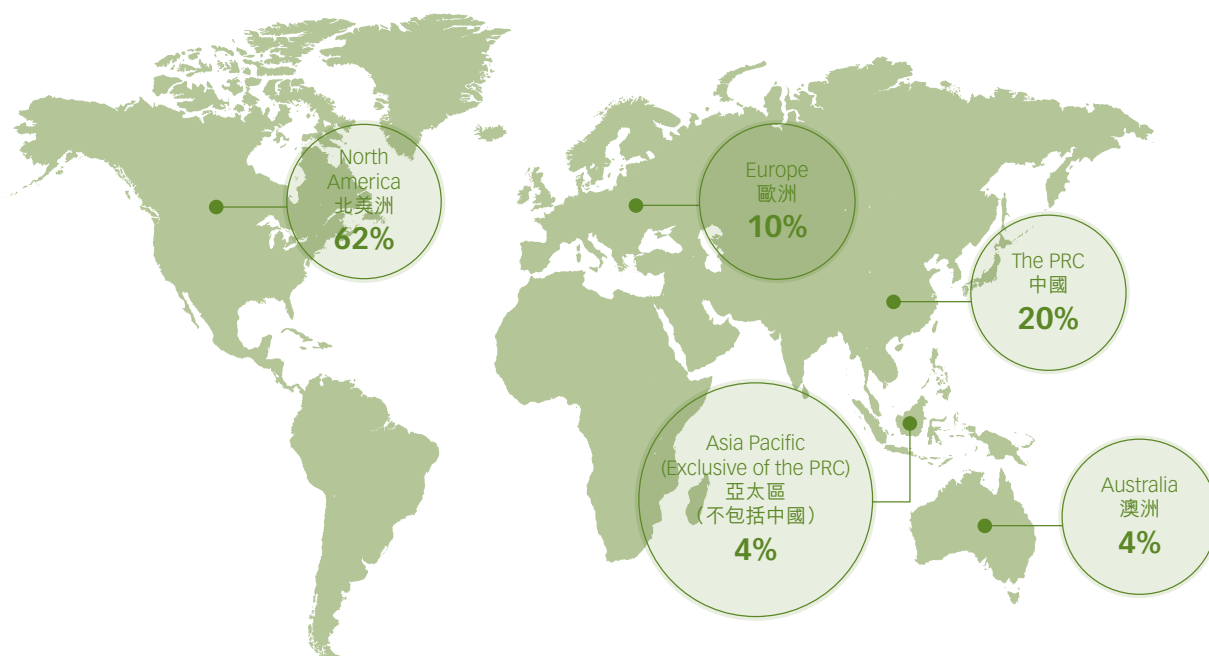 North
America
北美洲
62%
Europe
歐洲
10%
The PRC
中國
20%
Asia Pacific
(Exclusive of the PRC)
亞太區
（不包括中國）
4%
Australia
澳洲
4%